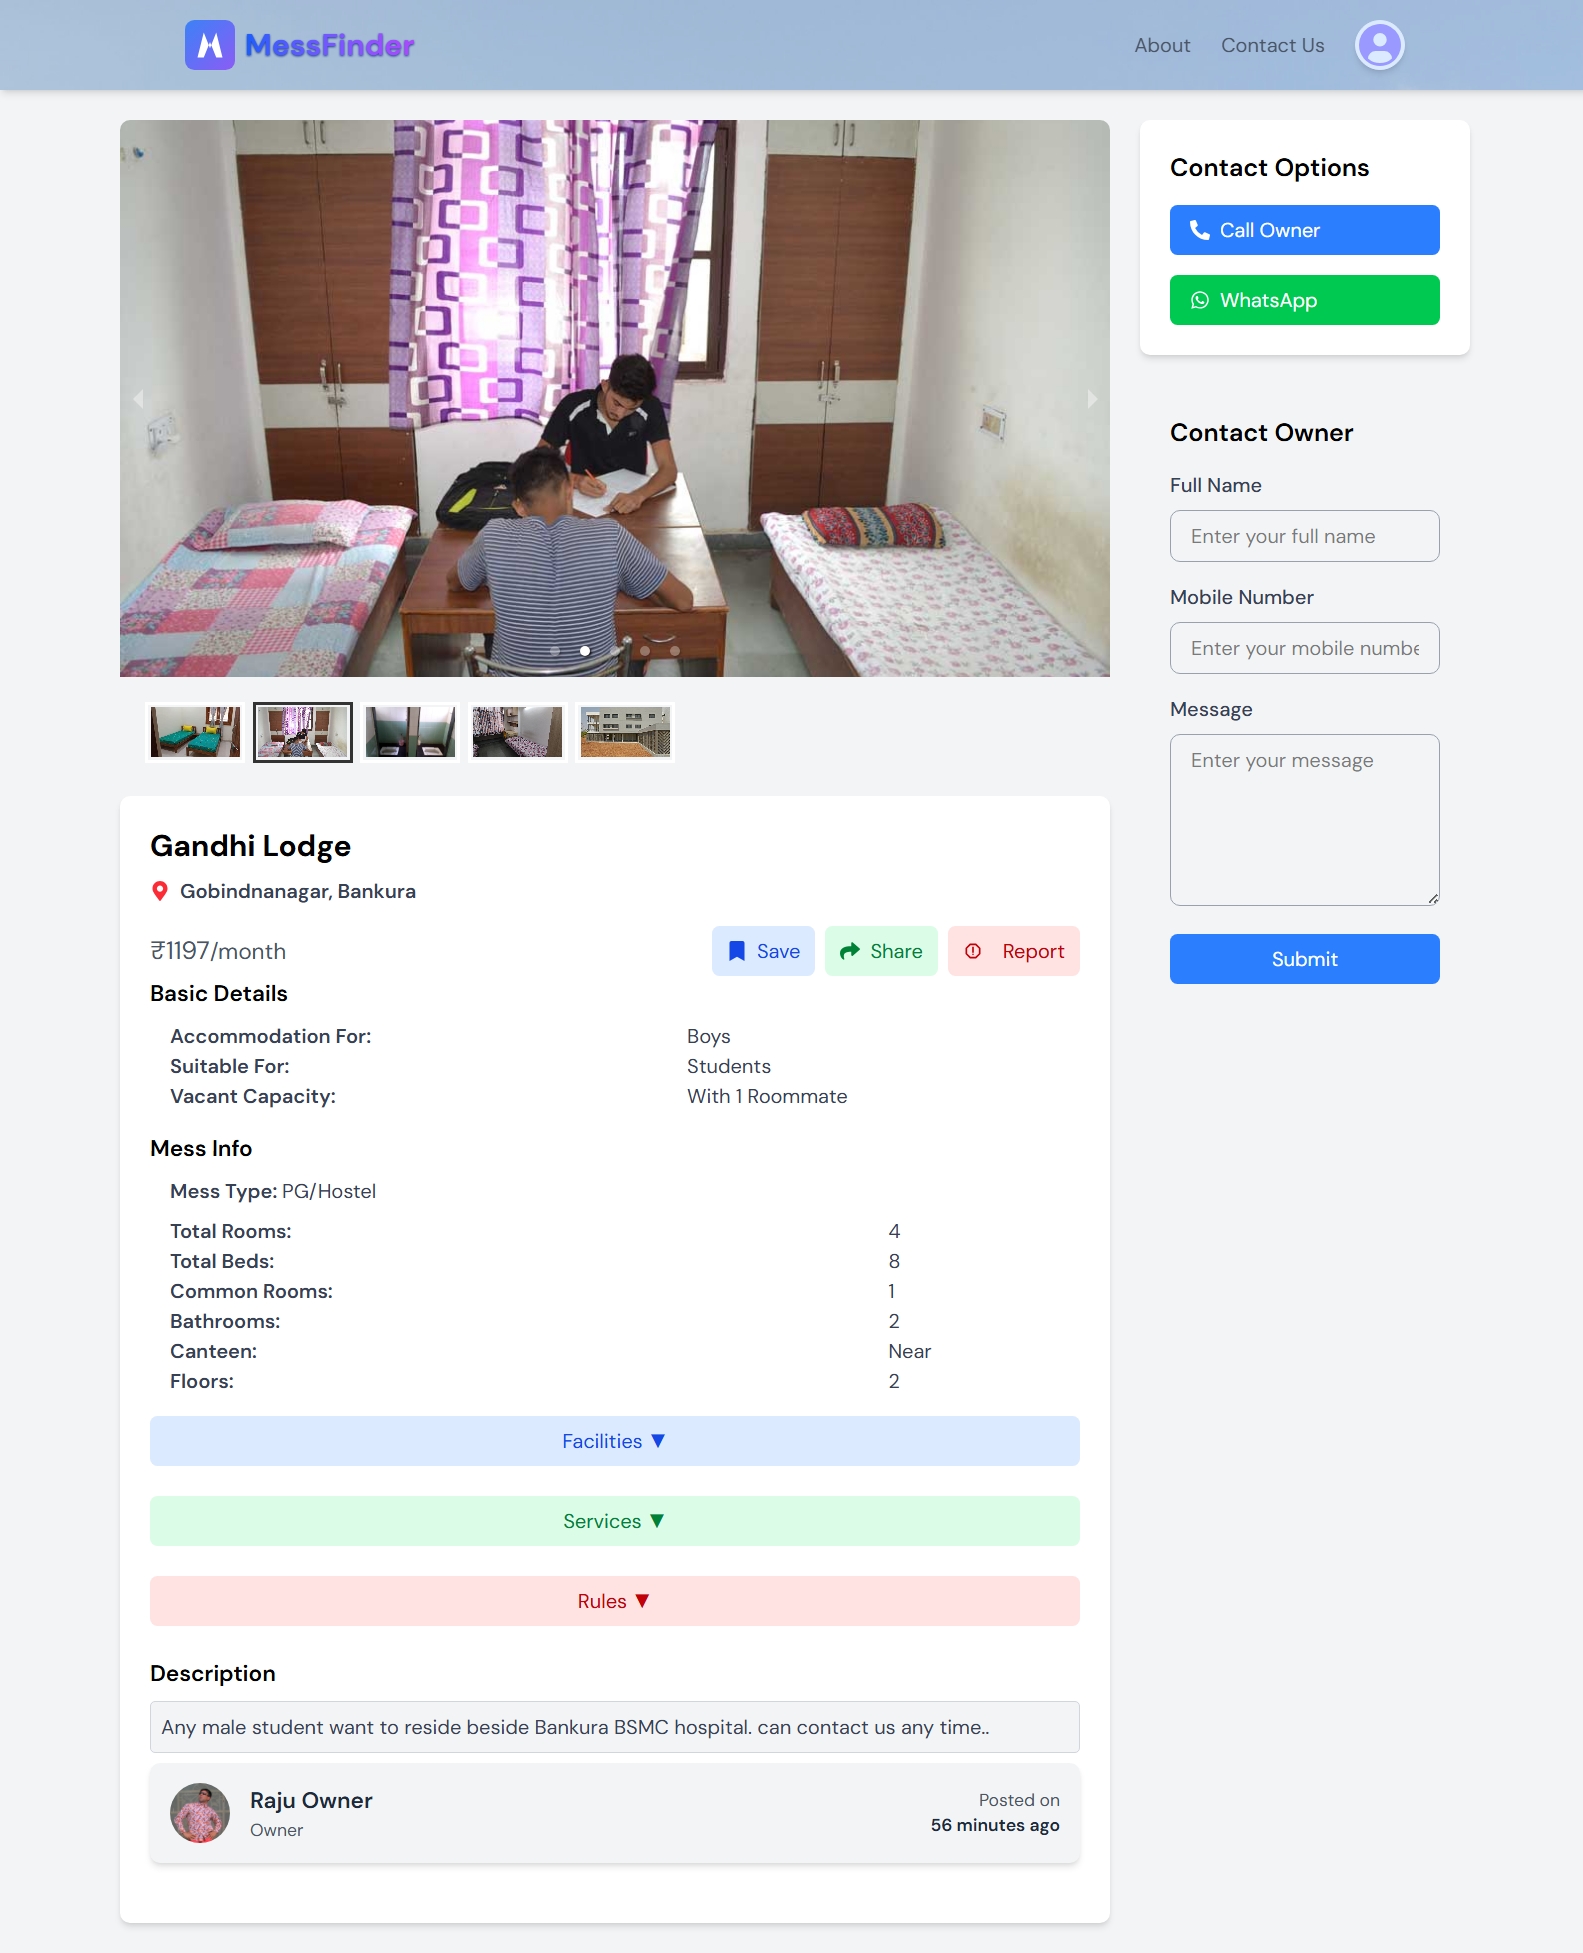 MessFinder
About
Contact Us
Contact Options
Call Owner
WhatsApp
Contact Owner
Full Name
Enter your full name
Mobile Number
Enter your mobile numbe
Message
Enter your message
Submit
Gandhi Lodge
Gobindnanagar, Bankura
₹1197/month
Save
Share
Report
Basic Details
Accommodation For: Boys
Suitable For: Students
Vacant Capacity: With 1 Roommate
Mess Info
Mess Type: PG/Hostel
Total Rooms: 4
Total Beds: 8
Common Rooms: 1
Bathrooms: 2
Canteen: Near
Floors: 2
Facilities ▼
Services ▼
Rules ▼
Description
Any male student want to reside beside Bankura BSMC hospital. can contact us any time..
Raju Owner
Owner
Posted on
56 minutes ago